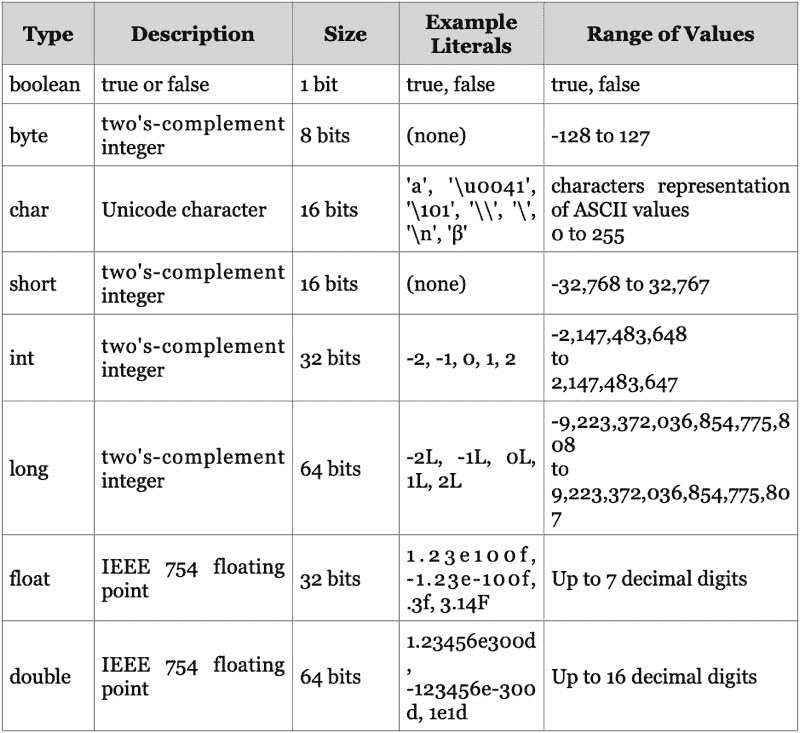 Type Description Size Example Literals Range of Values
boolean true or false 1 bit true, false true, false
byte two's-complement integer 8 bits (none) -128 to 127
char Unicode character 16 bits 'a', '\u0041', '\101', '\\', '\', '\n', 'β' characters representation of ASCII values 0 to 255
short two's-complement integer 16 bits (none) -32,768 to 32,767
int two's-complement integer 32 bits -2, -1, 0, 1, 2 -2,147,483,648 to 2,147,483,647
long two's-complement integer 64 bits -2L, -1L, 0L, 1L, 2L -9,223,372,036,854,775,808 to 9,223,372,036,854,775,807
float IEEE 754 floating point 32 bits 1.23e100f, -1.23e-100f, .3f, 3.14F Up to 7 decimal digits
double IEEE 754 floating point 64 bits 1.23456e300d, -123456e-300d, 1e1d Up to 16 decimal digits